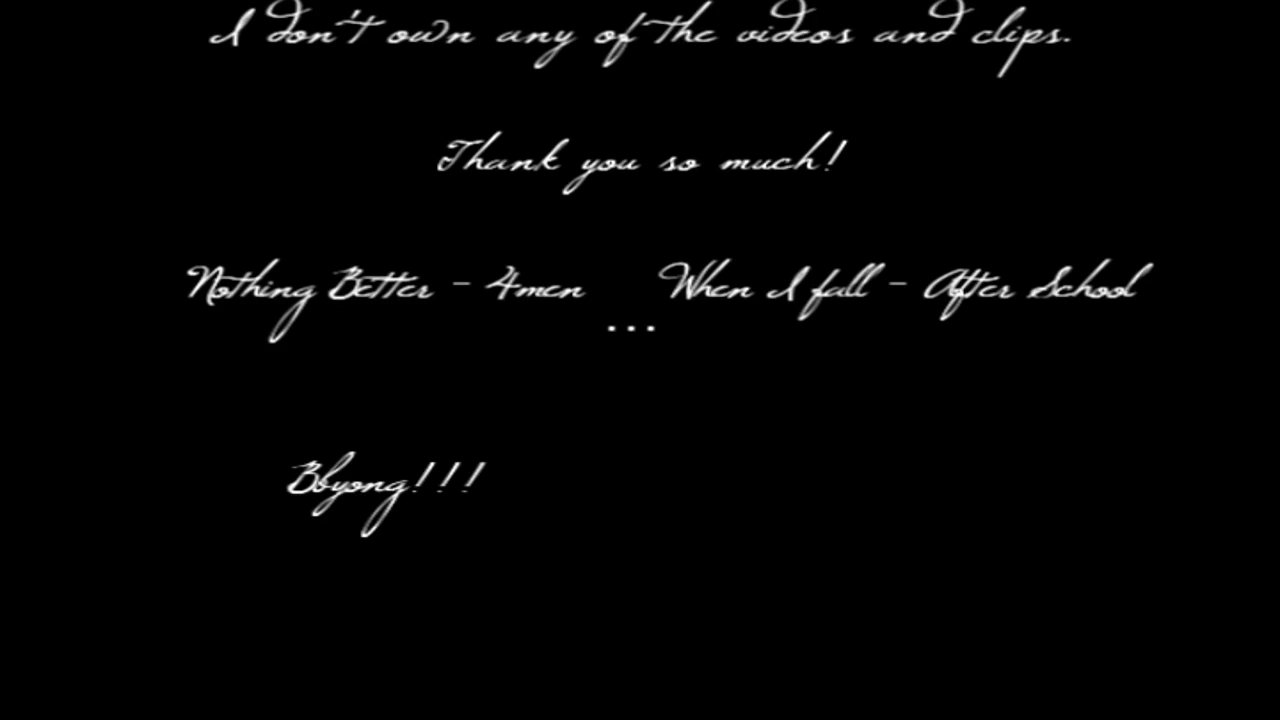 I don't own any of the videos and clips.
Thank you so much!
Nothing Better - 4men When I fall - After School
...
Bbyong!!!